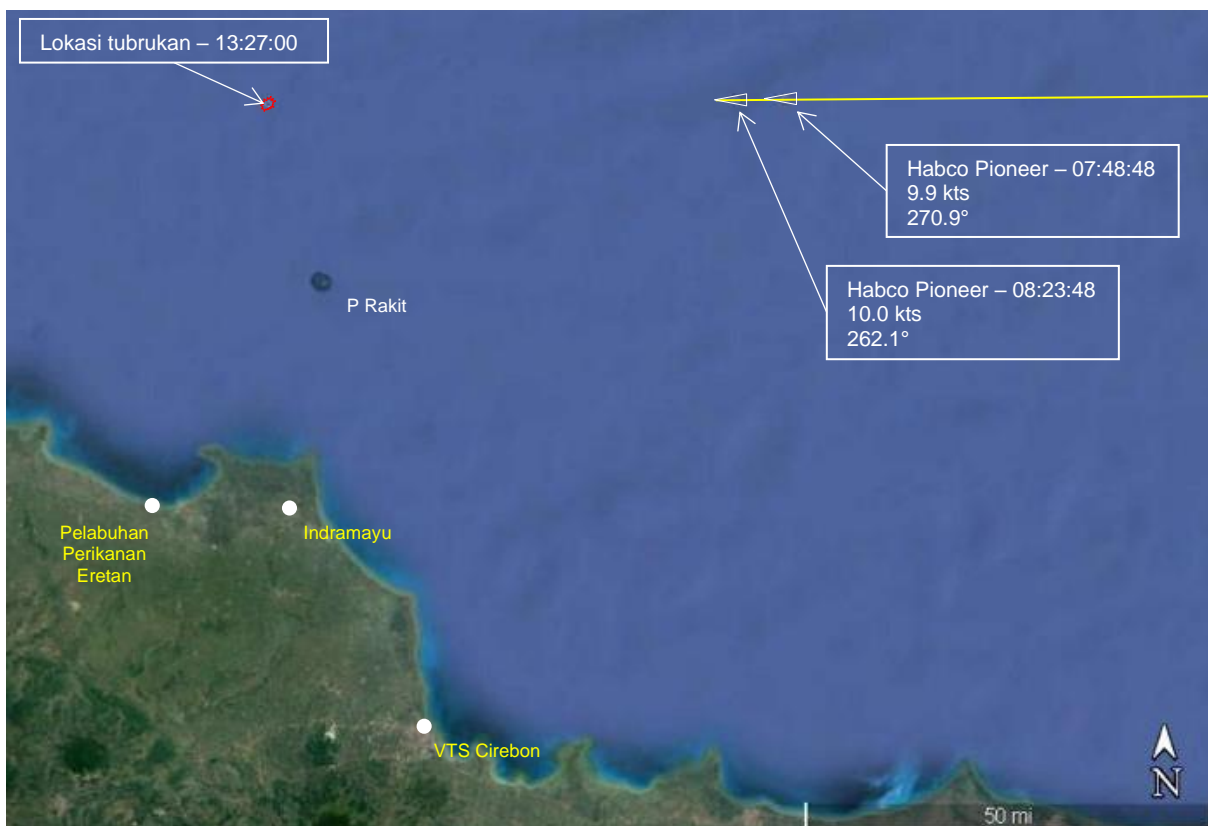 Lokasi tubrukan – 13:27:00
Habco Pioneer – 07:48:48
9.9 kts
270.9°
Habco Pioneer – 08:23:48
10.0 kts
262.1°
P Rakit
Pelabuhan
Perikanan
Eretan
Indramayu
VTS Cirebon
N
50 mi